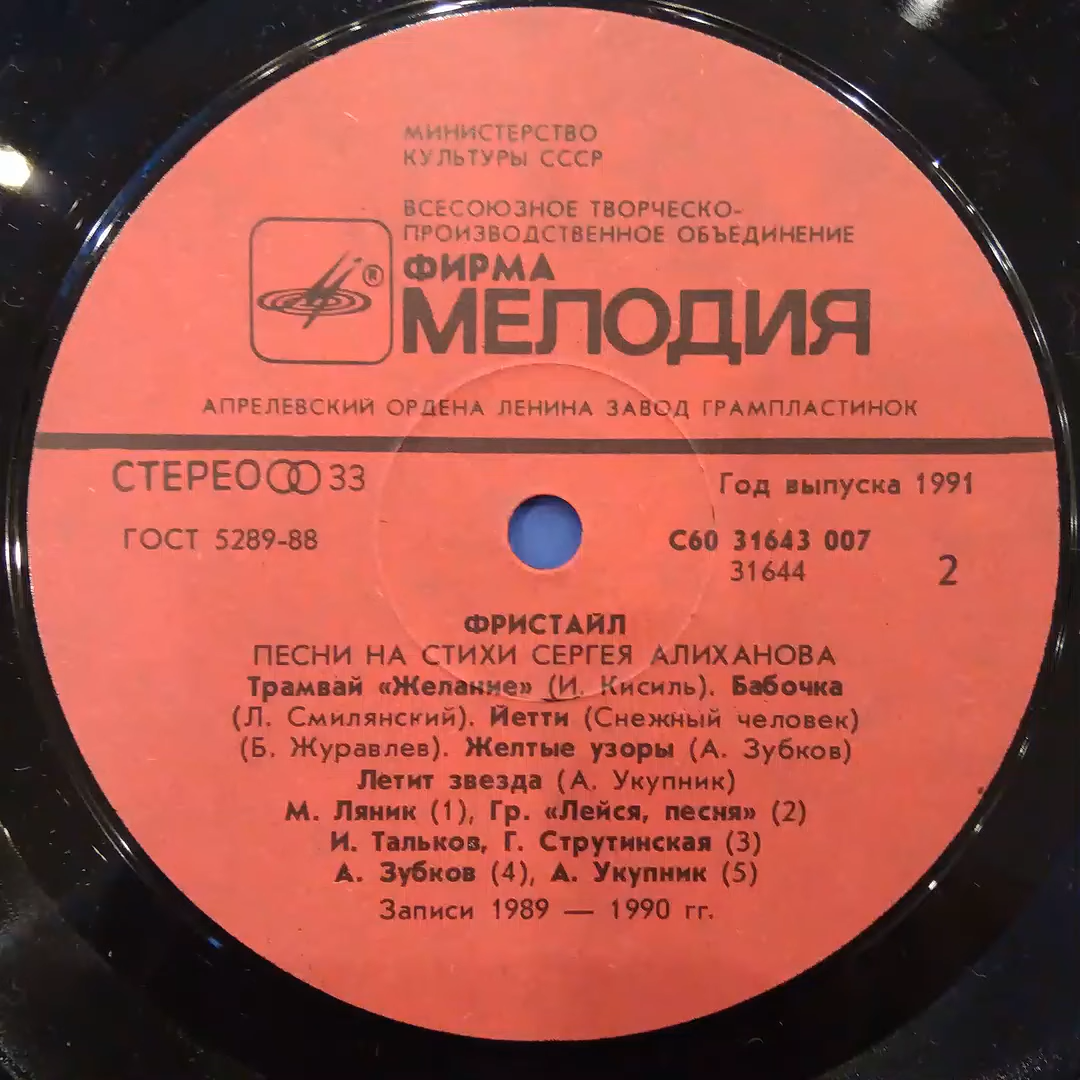 МИНИСТЕРСТВО
КУЛЬТУРЫ СССР
ВСЕСОЮЗНОЕ ТВОРЧЕСКО-
ПРОИЗВОДСТВЕННОЕ ОБЪЕДИНЕНИЕ
ФИРМА
®
МЕЛОДИЯ
АПРЕЛЕВСКИЙ ОРДЕНА ЛЕНИНА ЗАВОД ГРАМПЛАСТИНОК
СТЕРЕО 33
Год выпуска 1991
ГОСТ 5289-88
С60 31643 007
31644
2
ФРИСТАЙЛ
ПЕСНИ НА СТИХИ СЕРГЕЯ АЛИХАНОВА
Трамвай «Желание» (И. Кисиль). Бабочка
(Л. Смилянский). Йетти (Снежный человек)
(Б. Журавлев). Желтые узоры (А. Зубков)
Летит звезда (А. Укупник)
М. Ляник (1), Гр. «Лейся, песня» (2)
И. Тальков, Г. Струтинская (3)
А. Зубков (4), А. Укупник (5)
Записи 1989 — 1990 гг.